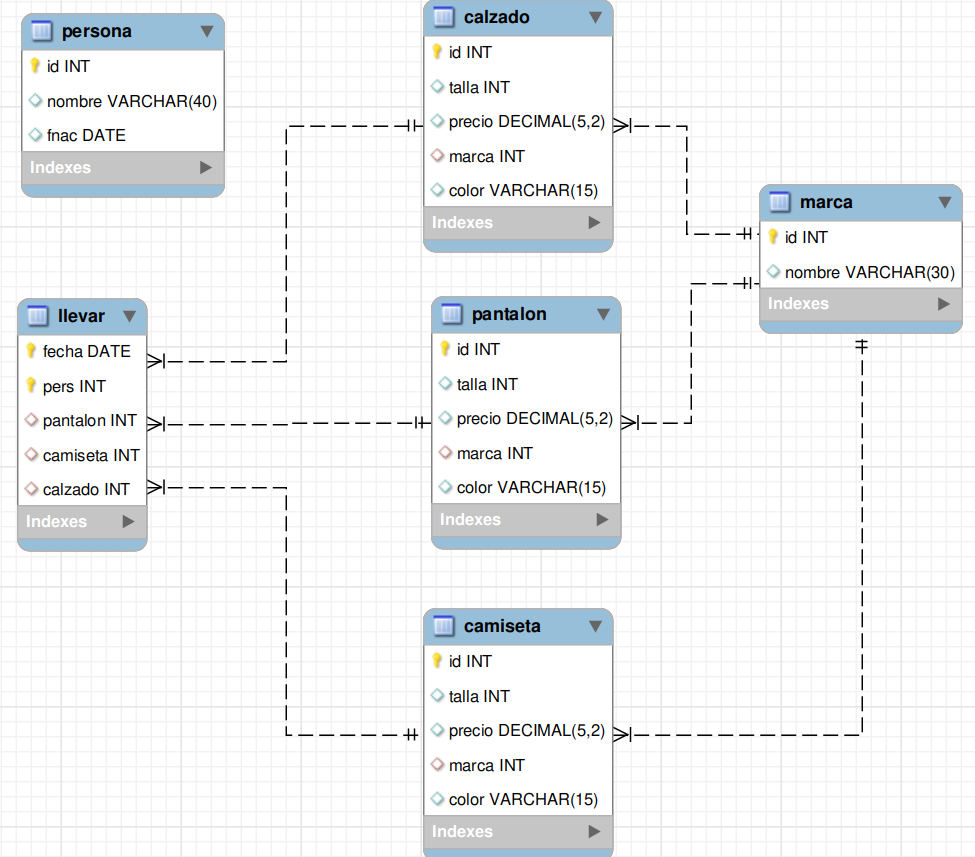 persona
id INT
nombre VARCHAR(40)
fnac DATE
Indexes
llevar
fecha DATE
pers INT
pantalon INT
camiseta INT
calzado INT
Indexes
calzado
id INT
talla INT
precio DECIMAL(5,2)
marca INT
color VARCHAR(15)
Indexes
pantalon
id INT
talla INT
precio DECIMAL(5,2)
marca INT
color VARCHAR(15)
Indexes
camiseta
id INT
talla INT
precio DECIMAL(5,2)
marca INT
color VARCHAR(15)
Indexes
marca
id INT
nombre VARCHAR(30)
Indexes